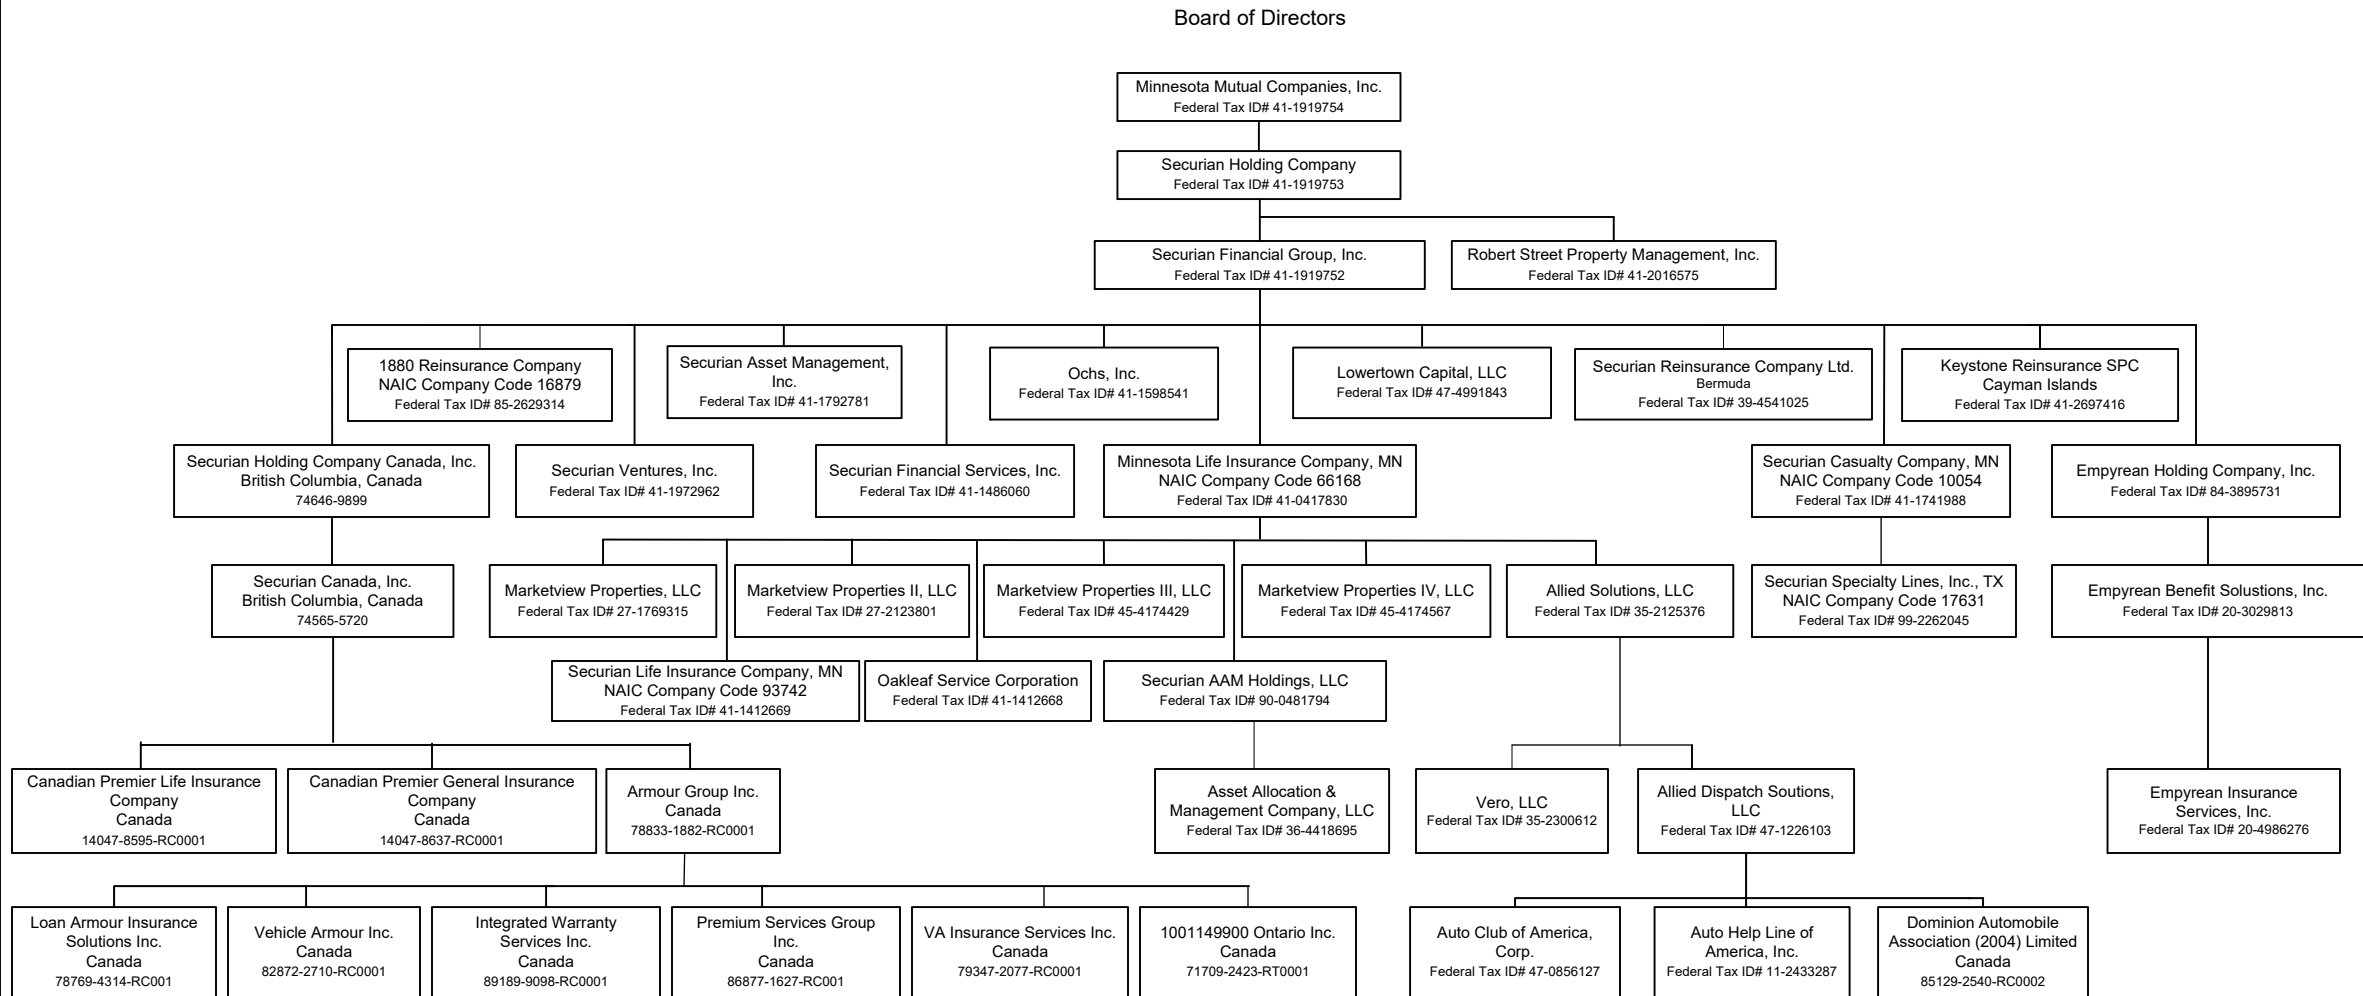 Board of Directors
Minnesota Mutual Companies, Inc.
Federal Tax ID# 41-1919754
Securian Holding Company
Federal Tax ID# 41-1919753
Securian Financial Group, Inc.
Federal Tax ID# 41-1919752
Robert Street Property Management, Inc.
Federal Tax ID# 41-2016575
1880 Reinsurance Company
NAIC Company Code 16879
Federal Tax ID# 85-2629314
Securian Asset Management,
Inc.
Federal Tax ID# 41-1792781
Ochs, Inc.
Federal Tax ID# 41-1598541
Lowertown Capital, LLC
Federal Tax ID# 47-4991843
Securian Reinsurance Company Ltd.
Bermuda
Federal Tax ID# 39-4541025
Keystone Reinsurance SPC
Cayman Islands
Federal Tax ID# 41-2697416
Securian Holding Company Canada, Inc.
British Columbia, Canada
74646-9899
Securian Ventures, Inc.
Federal Tax ID# 41-1972962
Securian Financial Services, Inc.
Federal Tax ID# 41-1486060
Minnesota Life Insurance Company, MN
NAIC Company Code 66168
Federal Tax ID# 41-0417830
Securian Casualty Company, MN
NAIC Company Code 10054
Federal Tax ID# 41-1741988
Empyrean Holding Company, Inc.
Federal Tax ID# 84-3895731
Securian Canada, Inc.
British Columbia, Canada
74565-5720
Marketview Properties, LLC
Federal Tax ID# 27-1769315
Marketview Properties II, LLC
Federal Tax ID# 27-2123801
Marketview Properties III, LLC
Federal Tax ID# 45-4174429
Marketview Properties IV, LLC
Federal Tax ID# 45-4174567
Allied Solutions, LLC
Federal Tax ID# 35-2125376
Securian Specialty Lines, Inc., TX
NAIC Company Code 17631
Federal Tax ID# 99-2262045
Empyrean Benefit Solustions, Inc.
Federal Tax ID# 20-3029813
Securian Life Insurance Company, MN
NAIC Company Code 93742
Federal Tax ID# 41-1412669
Oakleaf Service Corporation
Federal Tax ID# 41-1412668
Securian AAM Holdings, LLC
Federal Tax ID# 90-0481794
Canadian Premier Life Insurance
Company
Canada
14047-8595-RC0001
Canadian Premier General Insurance
Company
Canada
14047-8637-RC0001
Armour Group Inc.
Canada
78833-1882-RC0001
Asset Allocation &
Management Company, LLC
Federal Tax ID# 36-4418695
Vero, LLC
Federal Tax ID# 35-2300612
Allied Dispatch Soutions,
LLC
Federal Tax ID# 47-1226103
Empyrean Insurance
Services, Inc.
Federal Tax ID# 20-4986276
Loan Armour Insurance
Solutions Inc.
Canada
78769-4314-RC001
Vehicle Armour Inc.
Canada
82872-2710-RC0001
Integrated Warranty
Services Inc.
Canada
89189-9098-RC0001
Premium Services Group
Inc.
Canada
86877-1627-RC001
VA Insurance Services Inc.
Canada
79347-2077-RC0001
1001149900 Ontario Inc.
Canada
71709-2423-RT0001
Auto Club of America,
Corp.
Federal Tax ID# 47-0856127
Auto Help Line of
America, Inc.
Federal Tax ID# 11-2433287
Dominion Automobile
Association (2004) Limited
Canada
85129-2540-RC0002